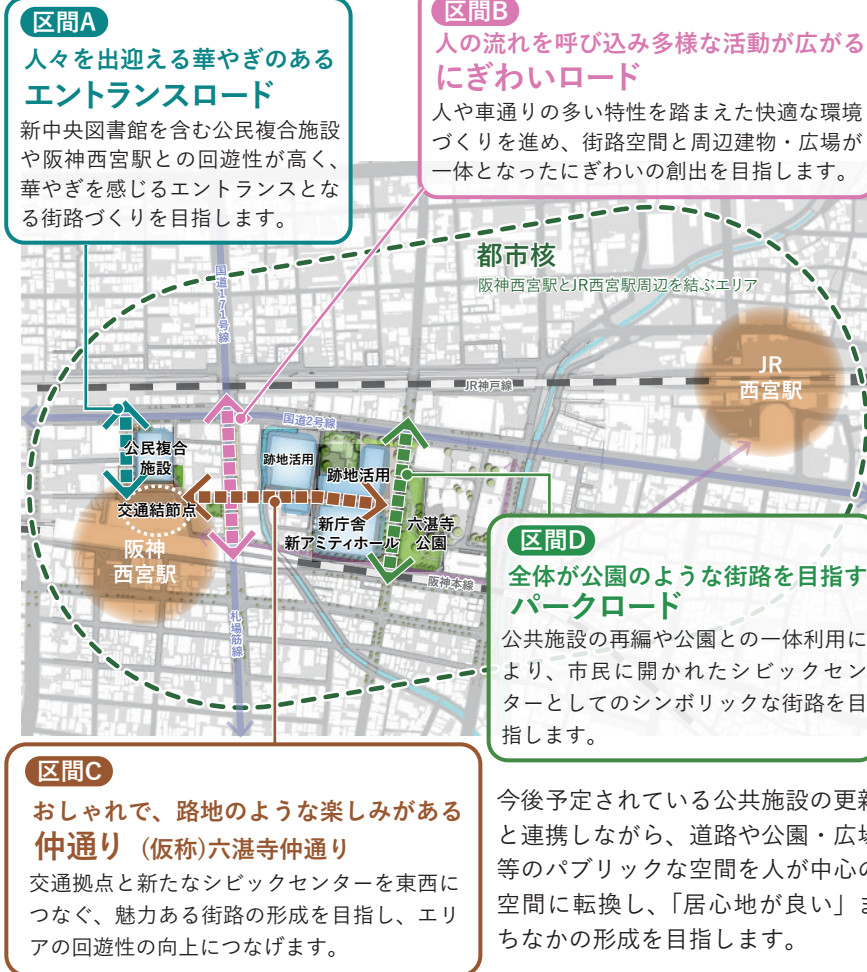 区間A
人々を出迎える華やぎのある
エントランスロード
新中央図書館を含む公民複合施設
や阪神西宮駅との回遊性が高く、
華やぎを感じるエントランスとな
る街路づくりを目指します。
区間B
人の流れを呼び込み多様な活動が広がる
にぎわいロード
人や車通りの多い特性を踏まえた快適な環境
づくりを進め、街路空間と周辺建物・広場が
一体となったにぎわいの創出を目指します。
都市核
阪神西宮駅とJR西宮駅周辺を結ぶエリア
国道171号線
JR
西宮駅
JR神戸線
国道2号線
公民複合
施設
跡地活用
跡地活用
交通結節点
新庁舎
新アミティホール
六湛寺
公園
阪神
西宮駅
阪神本線
札場筋線
区間D
全体が公園のような街路を目指す
パークロード
公共施設の再編や公園との一体利用に
より、市民に開かれたシビックセン
ターとしてのシンボリックな街路を目
指します。
区間C
おしゃれで、路地のような楽しみがある
仲通り (仮称)六湛寺仲通り
交通拠点と新たなシビックセンターを東西に
つなぐ、魅力ある街路の形成を目指し、エリ
アの回遊性の向上につなげます。
今後予定されている公共施設の更新
と連携しながら、道路や公園・広場
等のパブリックな空間を人が中心の
空間に転換し、「居心地が良い」ま
ちなかの形成を目指します。